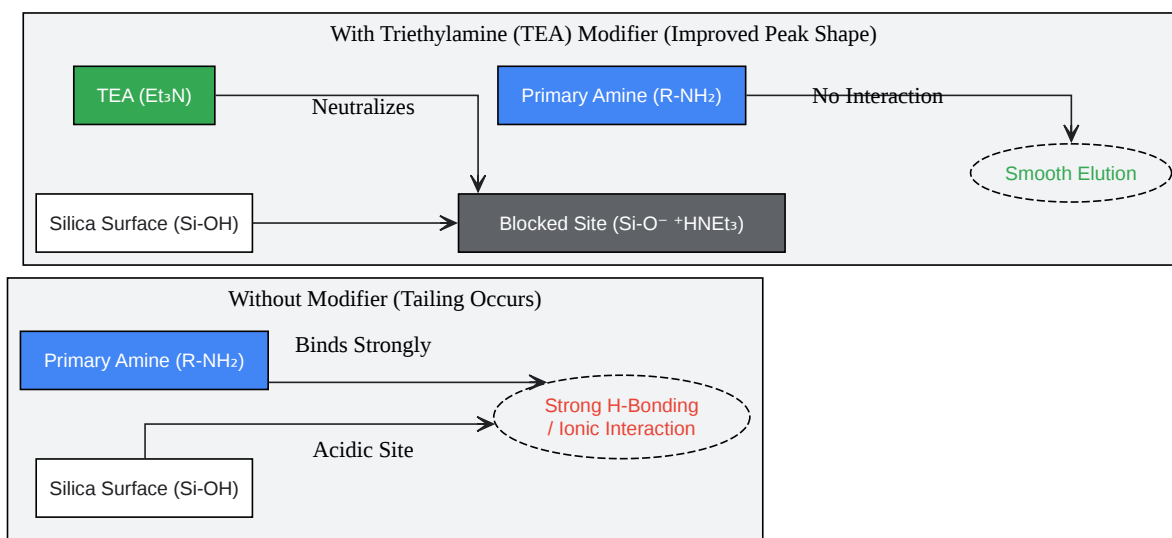 With Triethylamine (TEA) Modifier (Improved Peak Shape)
TEA (Et₃N)
Neutralizes
Primary Amine (R-NH₂)
No Interaction
Smooth Elution
Silica Surface (Si-OH)
Blocked Site (Si-O⁻ ⁺HNEt₃)
Without Modifier (Tailing Occurs)
Primary Amine (R-NH₂)
Binds Strongly
Strong H-Bonding
/ Ionic Interaction
Acidic Site
Silica Surface (Si-OH)